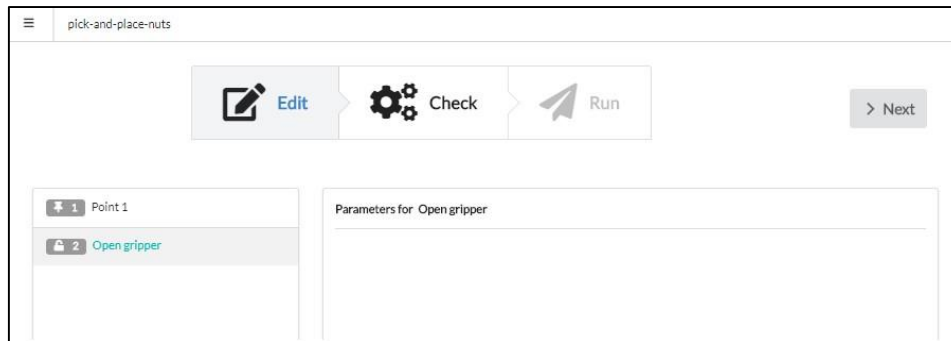 pick-and-place-nuts
Edit
Check
Run
> Next
1 Point 1
Parameters for Open gripper
2 Open gripper